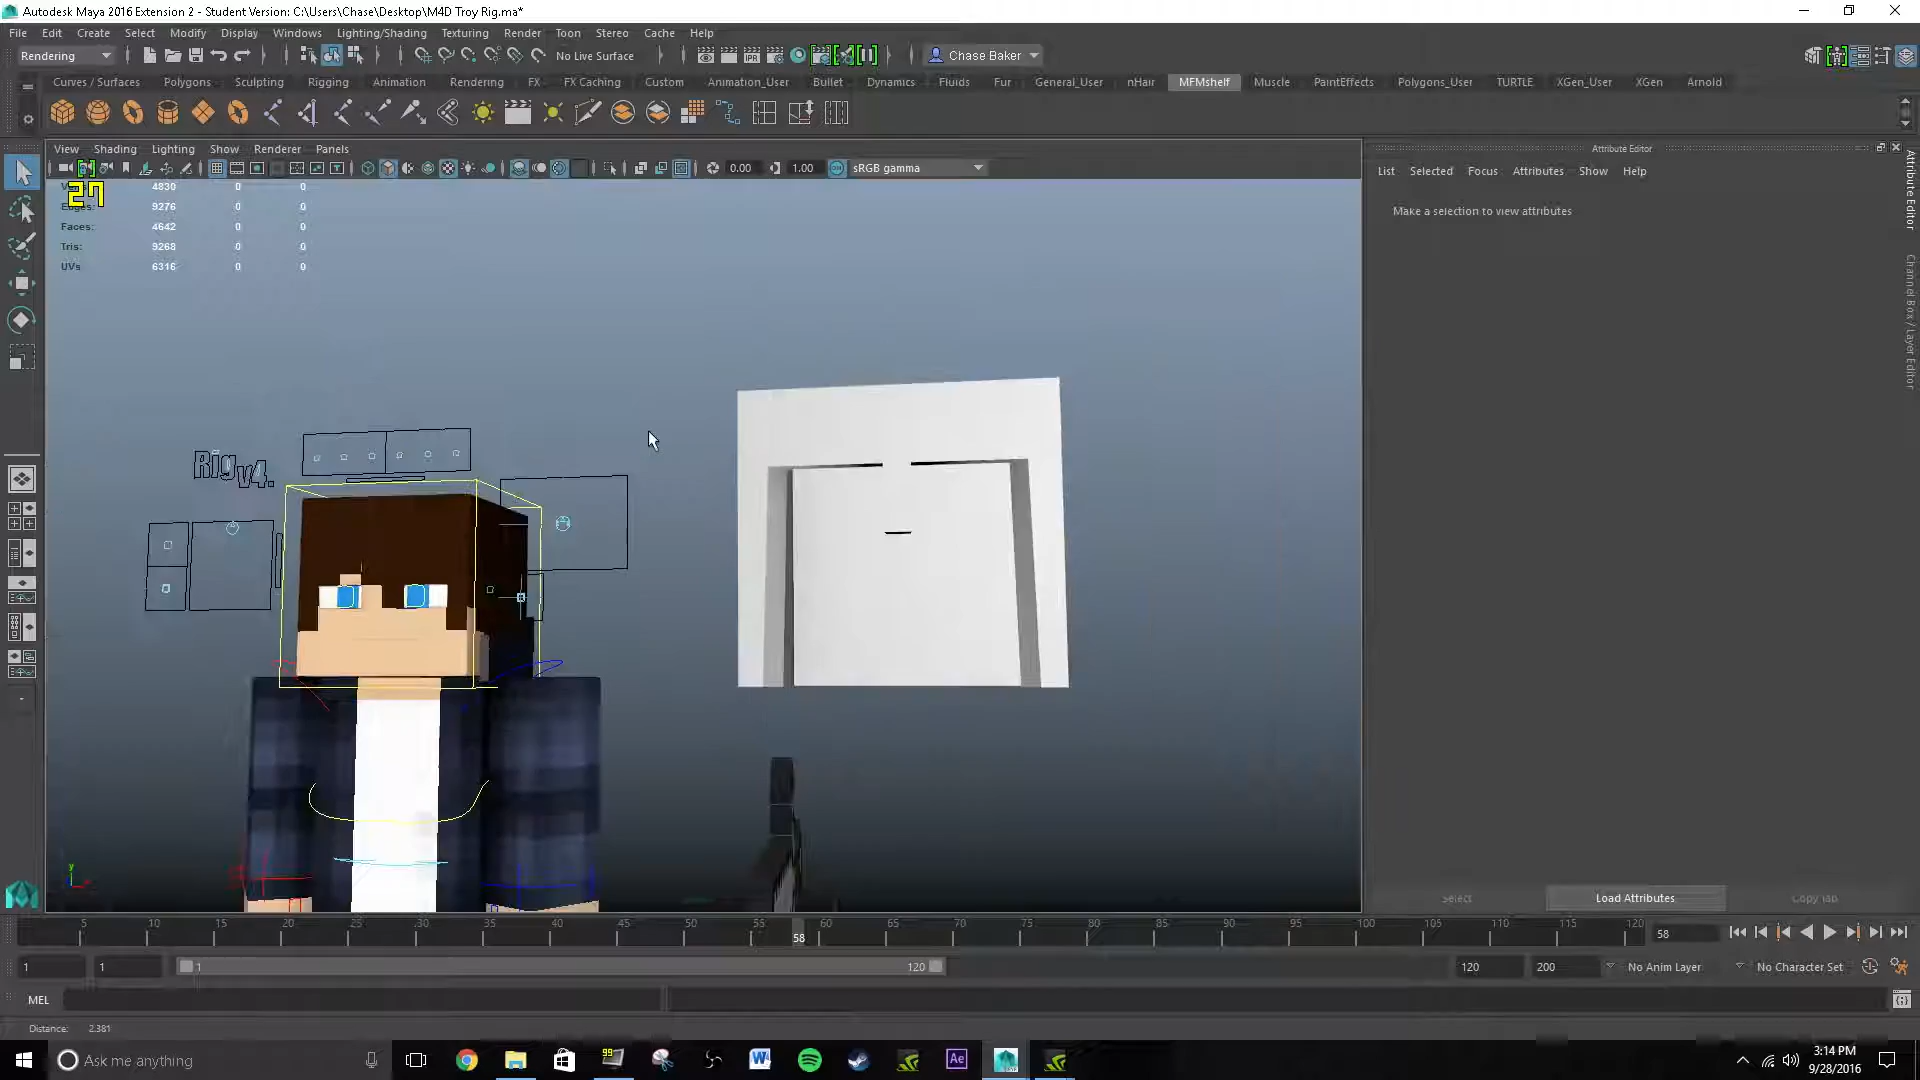 Autodesk Maya 2016 Extension 2 - Student Version: C:\Users\Chase\Desktop\M4D Troy Rig.ma*
File Edit Create Select Modify Display Windows Lighting/Shading Texturing Render Toon Stereo Cache Help
Rendering No Live Surface Chase Baker
Curves / Surfaces Polygons Sculpting Rigging Animation Rendering FX FX Caching Custom Animation_User Bullet Dynamics Fluids Fur General_User nHair MFMshelf Muscle PaintEffects Polygons_User TURTLE XGen_User XGen Arnold
View Shading Lighting Show Renderer Panels
0.00 1.00 sRGB gamma
Attribute Editor
List Selected Focus Attributes Show Help
Make a selection to view attributes
27
4830 0 0
Edges: 9276 0 0
Faces: 4642 0 0
Tris: 9268 0 0
UVs 6316 0 0
Rig v4.
Attribute Editor
Channel Box / Layer Editor
Select Load Attributes Copy Tab
5 10 15 20 25 30 35 40 45 50 55 60 65 70 75 80 85 90 95 100 105 110 115 120
58
58
1 1 1 120 120 200 No Anim Layer No Character Set
MEL
Distance: 2.381
Ask me anything
99
Ae
3:14 PM
9/28/2016